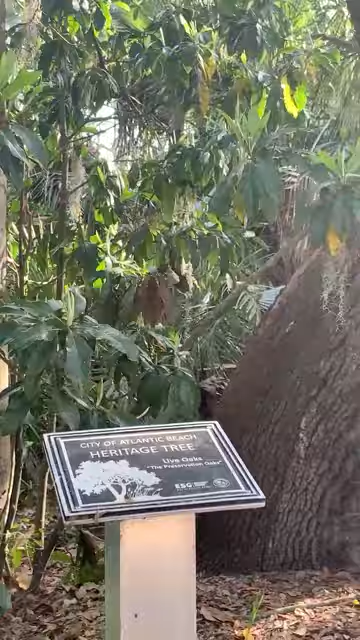 CITY OF ATLANTIC BEACH
HERITAGE TREE
Live Oaks
"The Preservation Oaks"
ESG